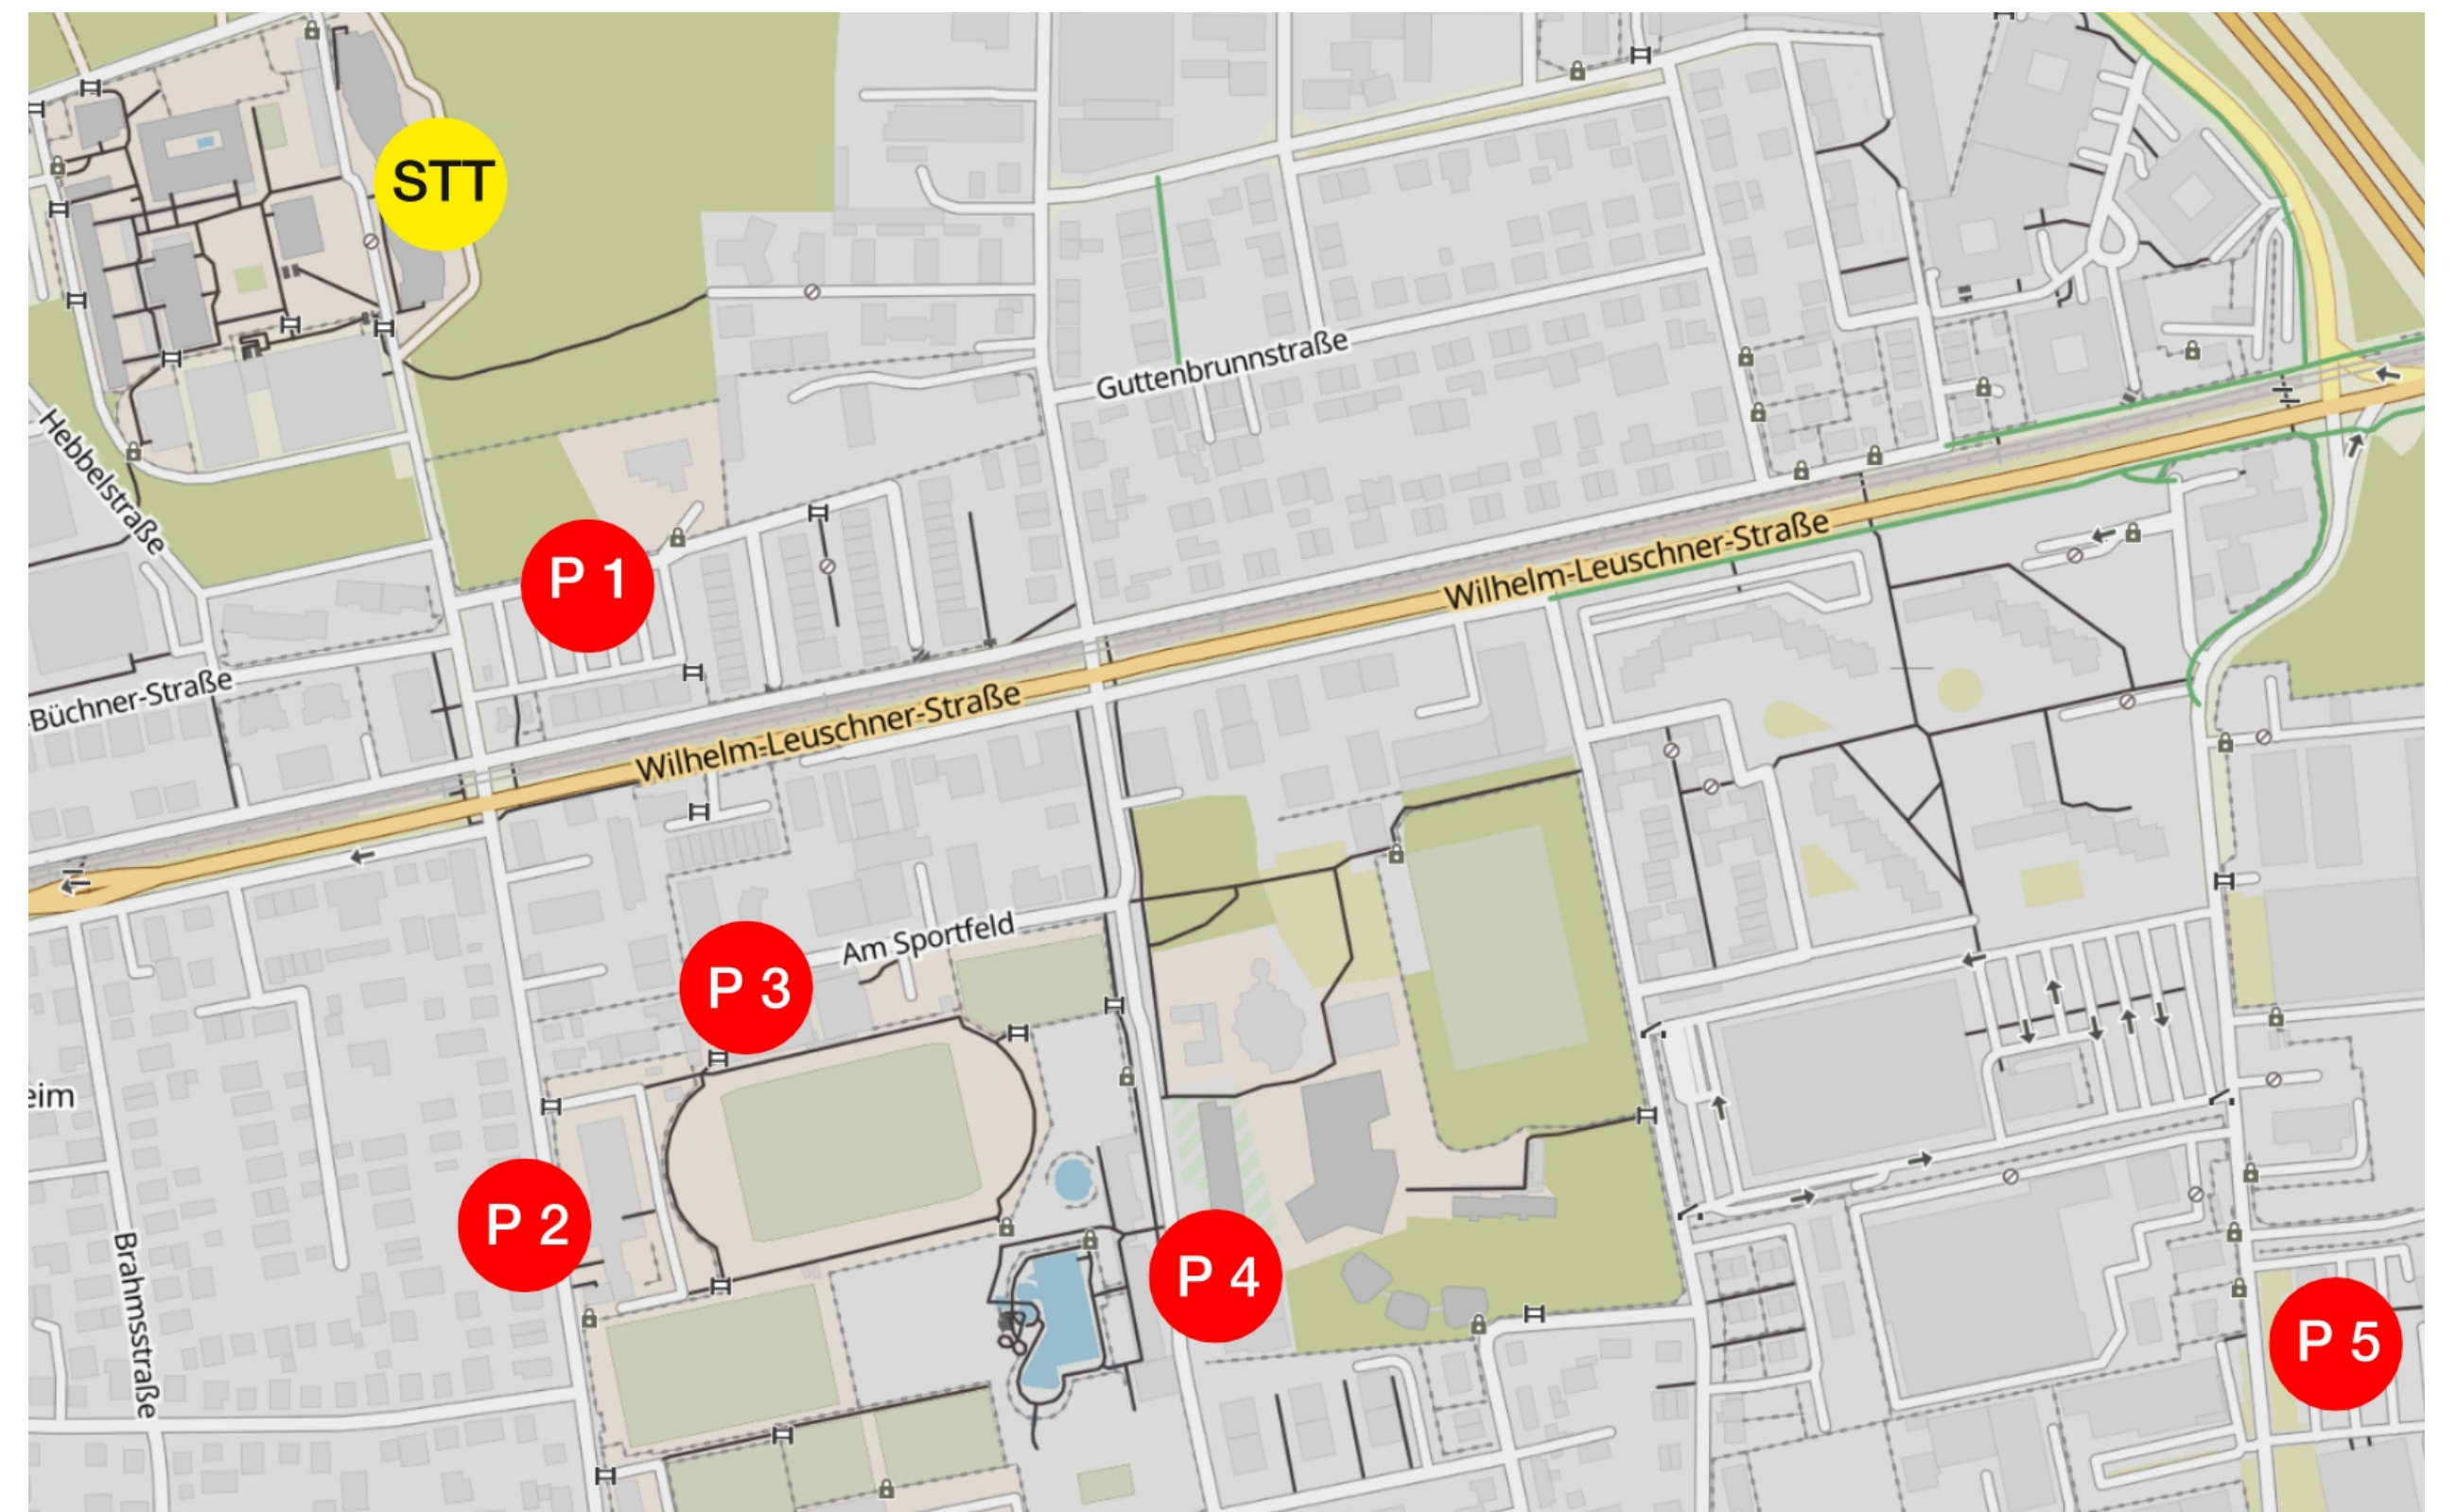 STT
Guttenbrunnstraße
Hebbelstraße
Wilhelm-Leuschner-Straße
P 1
-Büchner-Straße
Wilhelm-Leuschner-Straße
Am Sportfeld
P 3
eim
P 2
P 4
Brahmsstraße
P 5